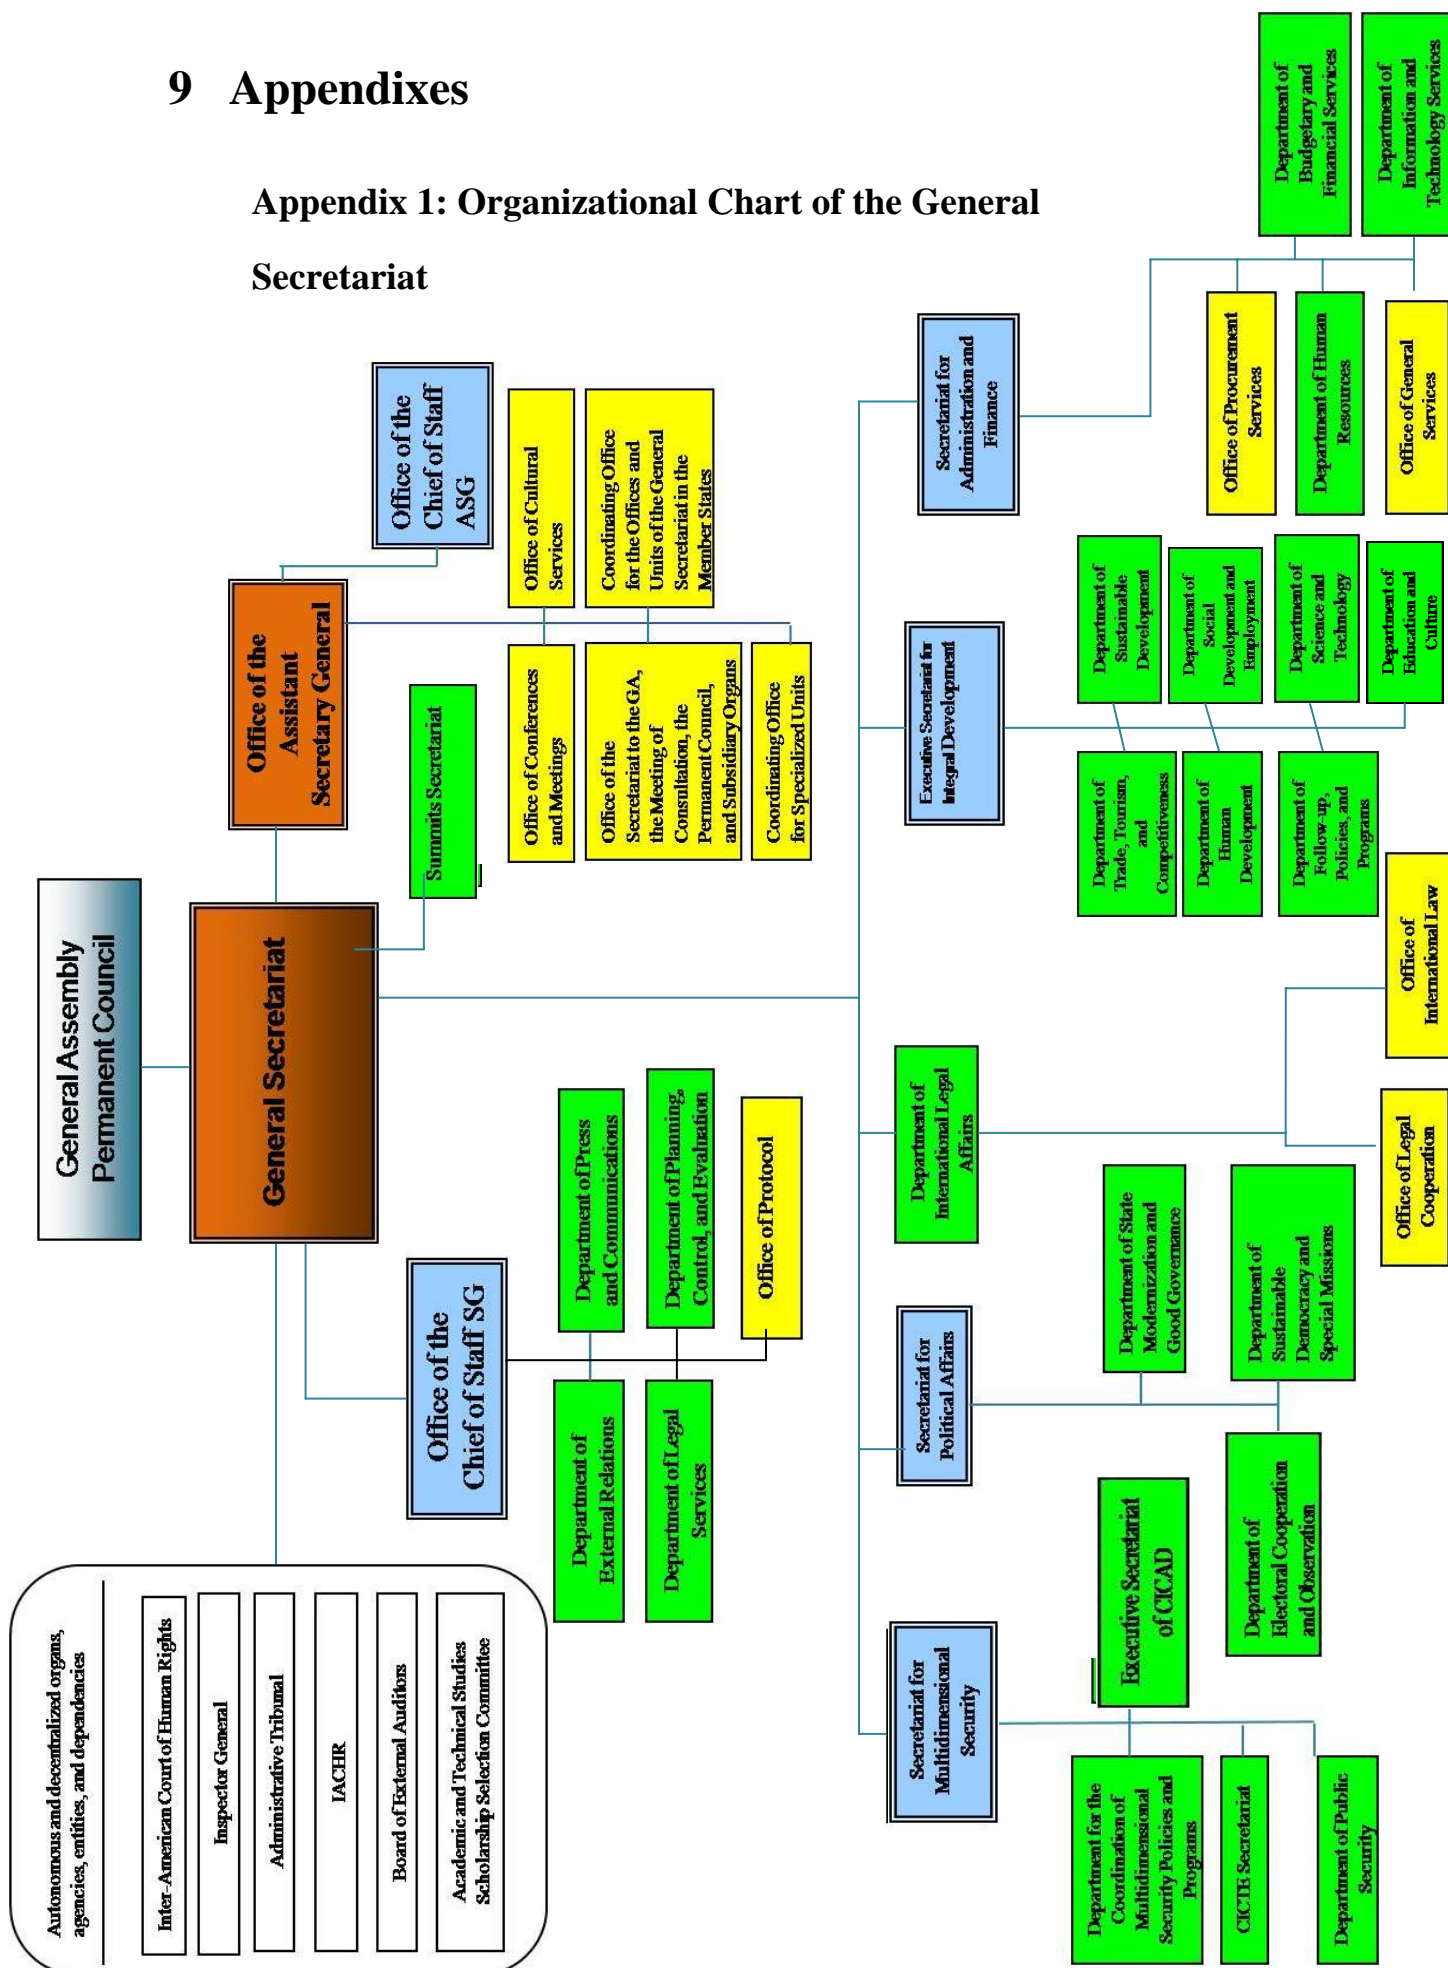 9 Appendixes
Appendix 1: Organizational Chart of the General
Secretariat
General Assembly
Permanent Council
General Secretariat
Office of the
Assistant
Secretary General
Office of the
Chief of Staff
ASG
Summits Secretariat
Office of Conferences
and Meetings
Office of Cultural
Services
Office of the
Secretariat to the GA,
the Meeting of
Consultation, the
Permanent Council,
and Subsidiary Organs
Coordinating Office
for the Offices and
Units of the General
Secretariat in the
Member States
Coordinating Office
for Specialized Units
Autonomous and decentralized organs,
agencies, entities, and dependencies
Inter-American Court of Human Rights
Inspector General
Administrative Tribunal
IACHR
Board of External Auditors
Academic and Technical Studies
Scholarship Selection Committee
Office of the
Chief of Staff SG
Department of
External Relations
Department of Press
and Communications
Department of Legal
Services
Department of Planning,
Control, and Evaluation
Office of Protocol
Secretariat for
Multidimensional
Security
Department for the
Coordination of
Multidimensional
Security Policies and
Programs
Executive Secretariat
of CICAD
CICTE Secretariat
Department of Public
Security
Secretariat for
Political Affairs
Department of State
Modernization and
Good Governance
Department of
Electoral Cooperation
and Observation
Department of
Sustainable
Democracy and
Special Missions
Department of
International Legal
Affairs
Office of Legal
Cooperation
Office of
International Law
Executive Secretariat for
Integral Development
Department of
Trade, Tourism,
and
Competitiveness
Department of
Sustainable
Development
Department of
Human
Development
Department of
Social
Development and
Employment
Department of
Follow-up,
Policies, and
Programs
Department of
Science and
Technology
Department of
Education and
Culture
Secretariat for
Administration and
Finance
Office of Procurement
Services
Department of
Budgetary and
Financial Services
Department of Human
Resources
Department of
Information and
Technology Services
Office of General
Services